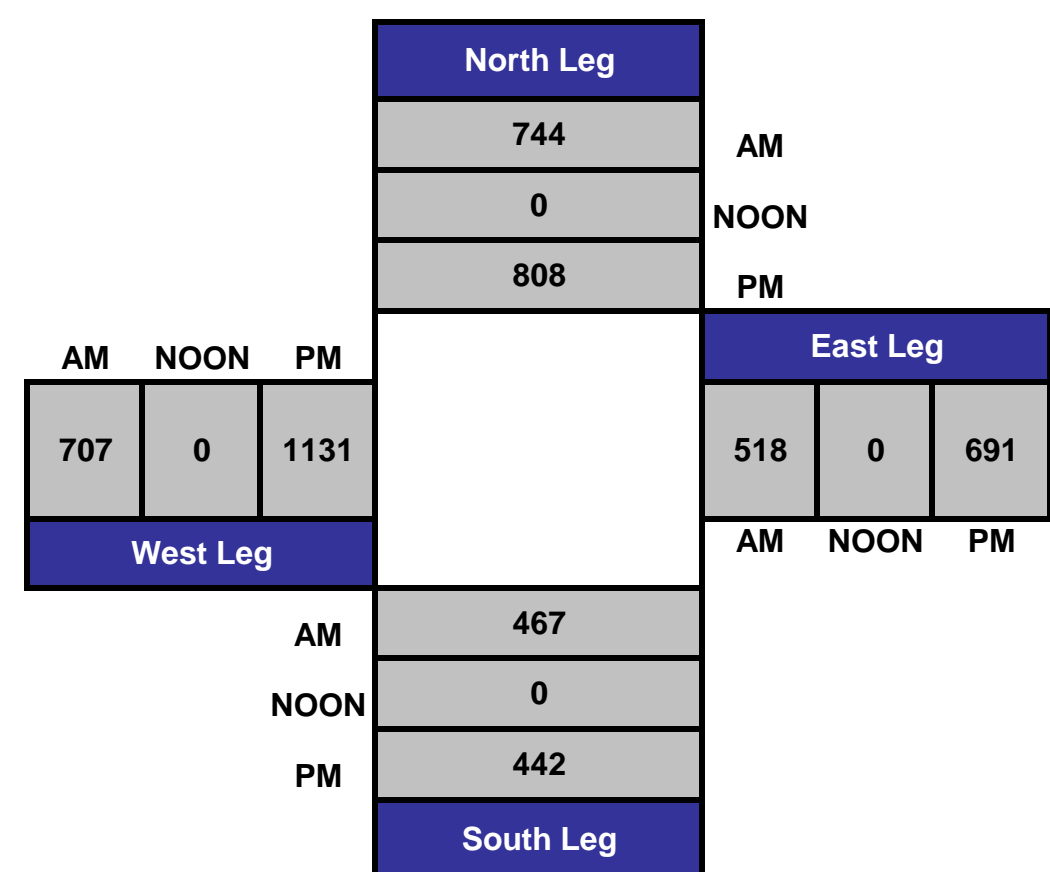 North Leg
744 AM
0 NOON
808 PM
East Leg
AM NOON PM
707 0 1131
518 0 691
West Leg
AM NOON PM
AM 467
NOON 0
PM 442
South Leg